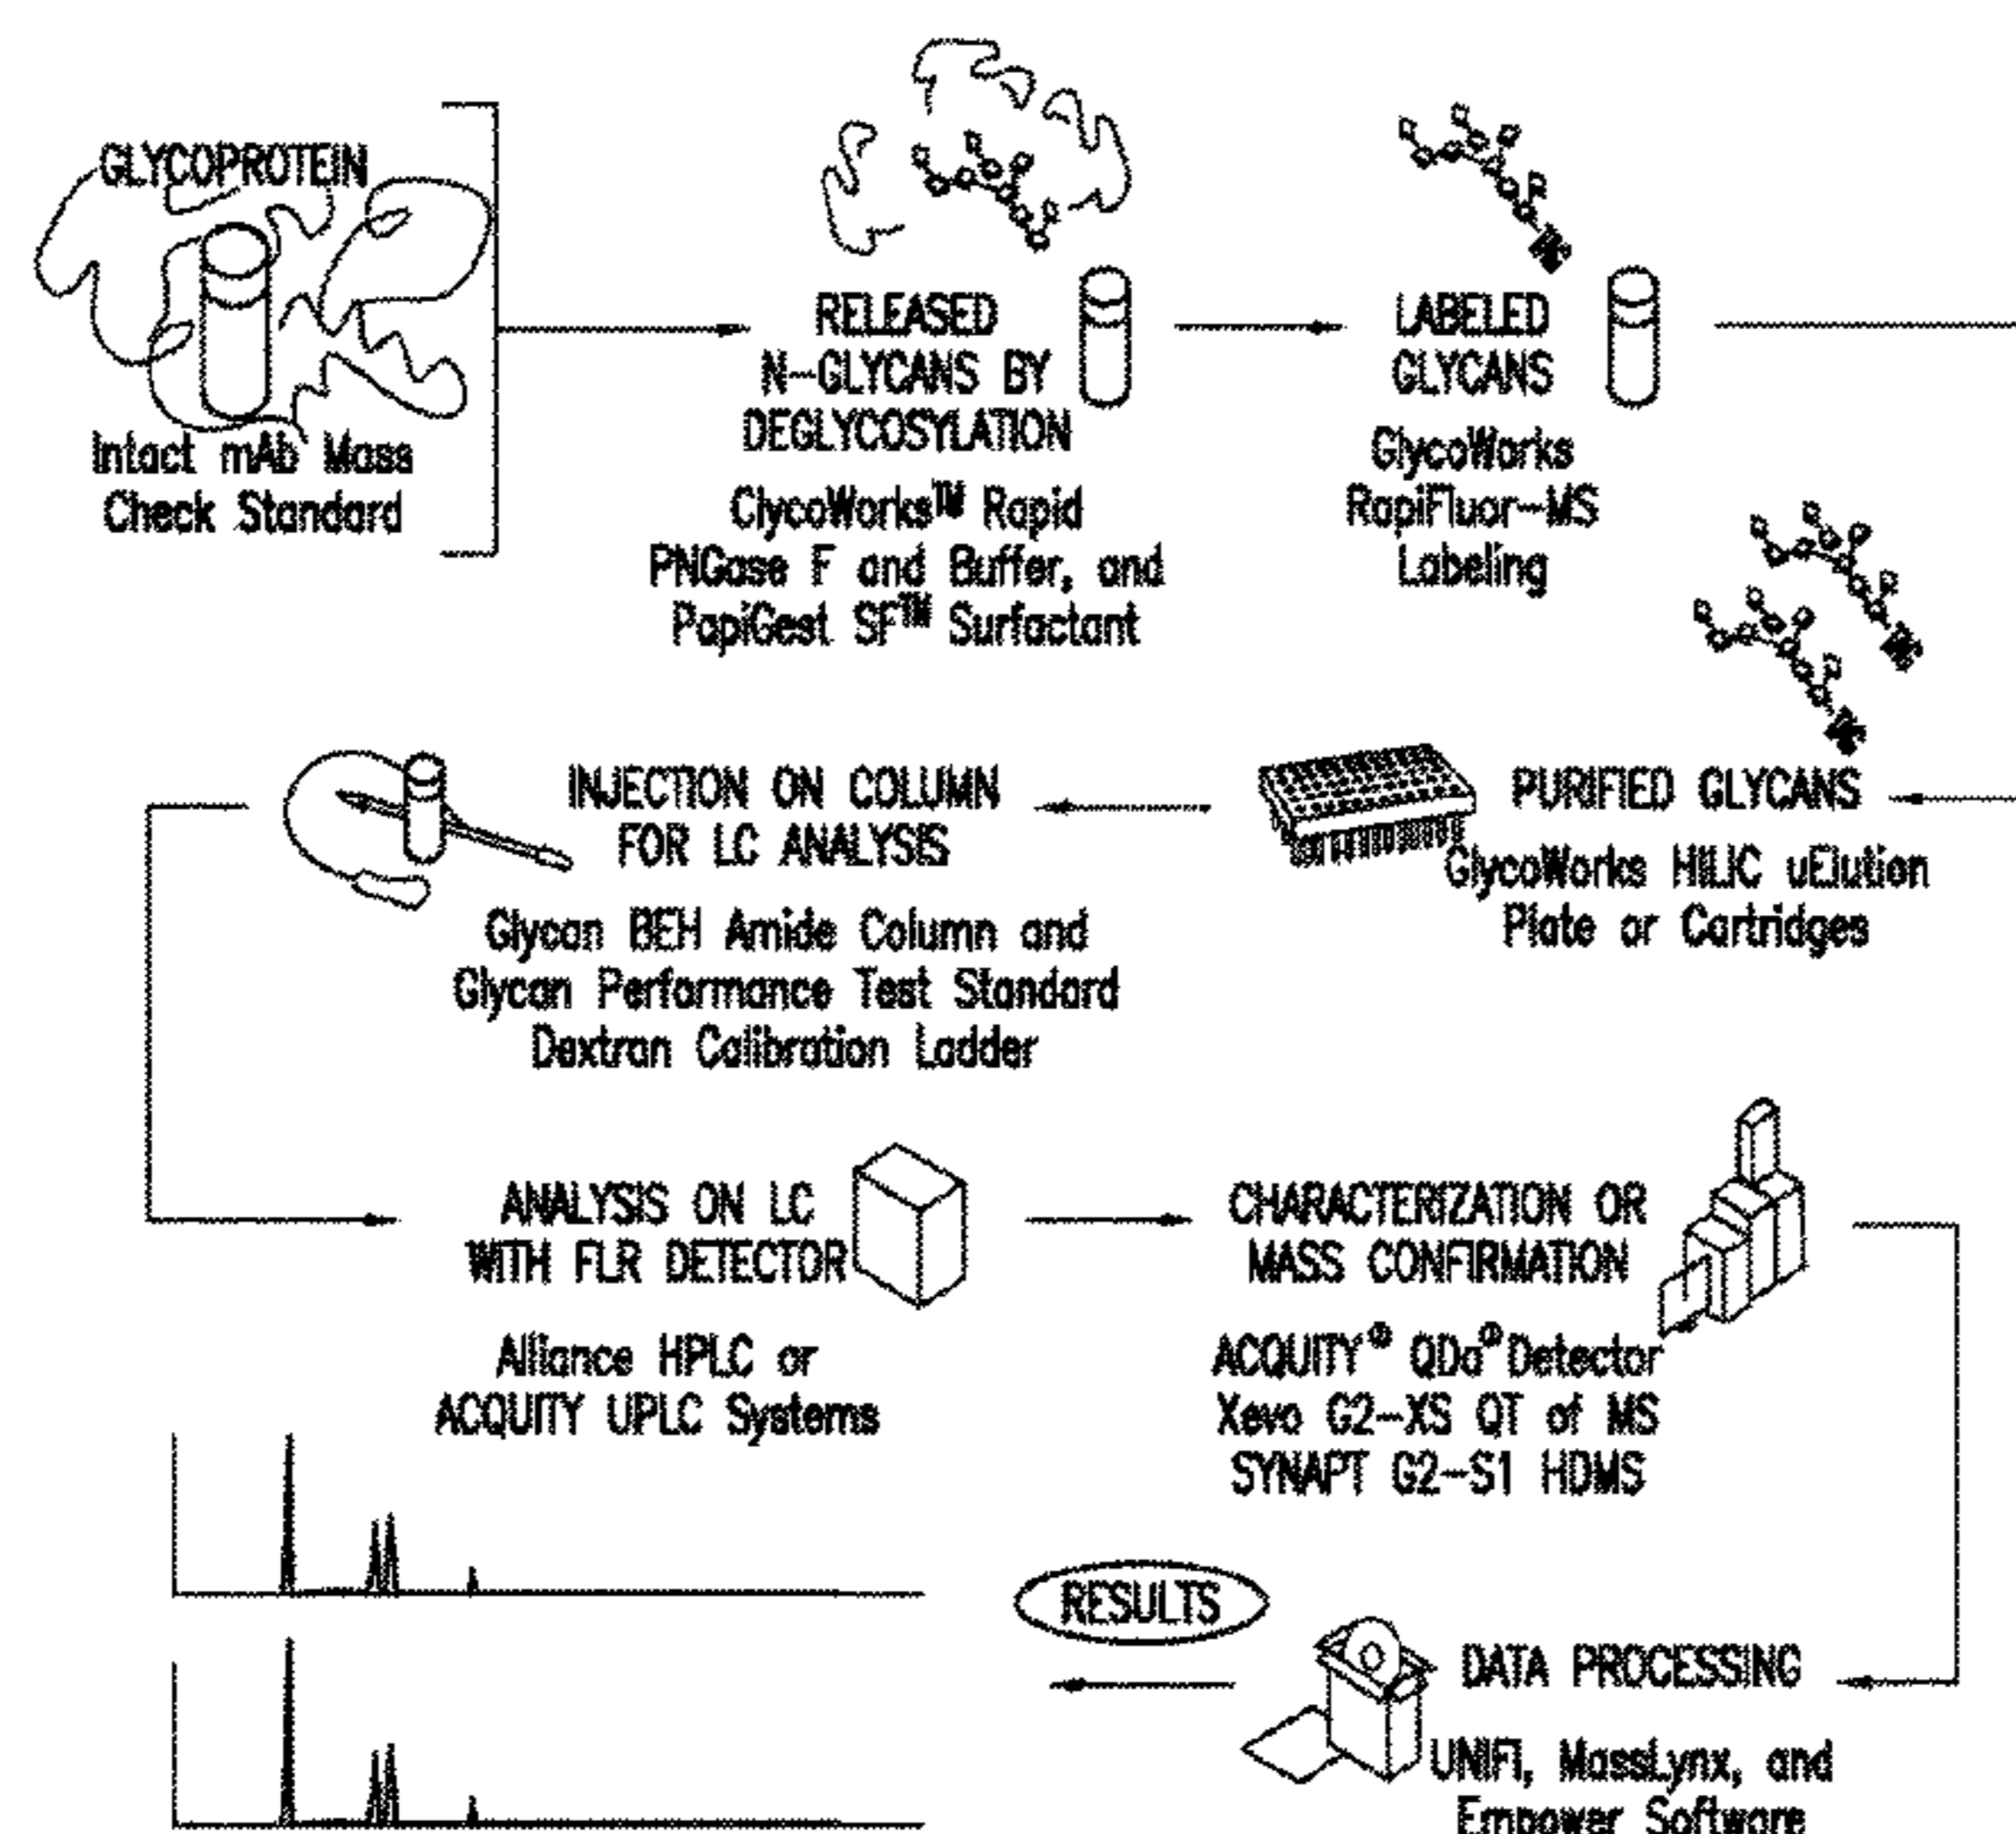 GLYCOPROTEIN
Intact mAb Mass
Check Standard
RELEASED
N-GLYCANS BY
DEGLYCOSYLATION
GlycoWorks™ Rapid
PNGase F and Buffer, and
PapiGest SF™ Surfactant
LABELED
GLYCANS
GlycoWorks
RapiFluor-MS
Labeling
PURIFIED GLYCANS
GlycoWorks HILIC uElution
Plate or Cartridges
INJECTION ON COLUMN
FOR LC ANALYSIS
Glycan BEH Amide Column and
Glycan Performance Test Standard
Dextran Calibration Ladder
ANALYSIS ON LC
WITH FLR DETECTOR
Alliance HPLC or
ACQUITY UPLC Systems
CHARACTERIZATION OR
MASS CONFIRMATION
ACQUITY® QDa® Detector
Xevo G2-XS QT of MS
SYNAPT G2-S1 HDMS
DATA PROCESSING
UNIFI, MassLynx, and
Empower Software
RESULTS